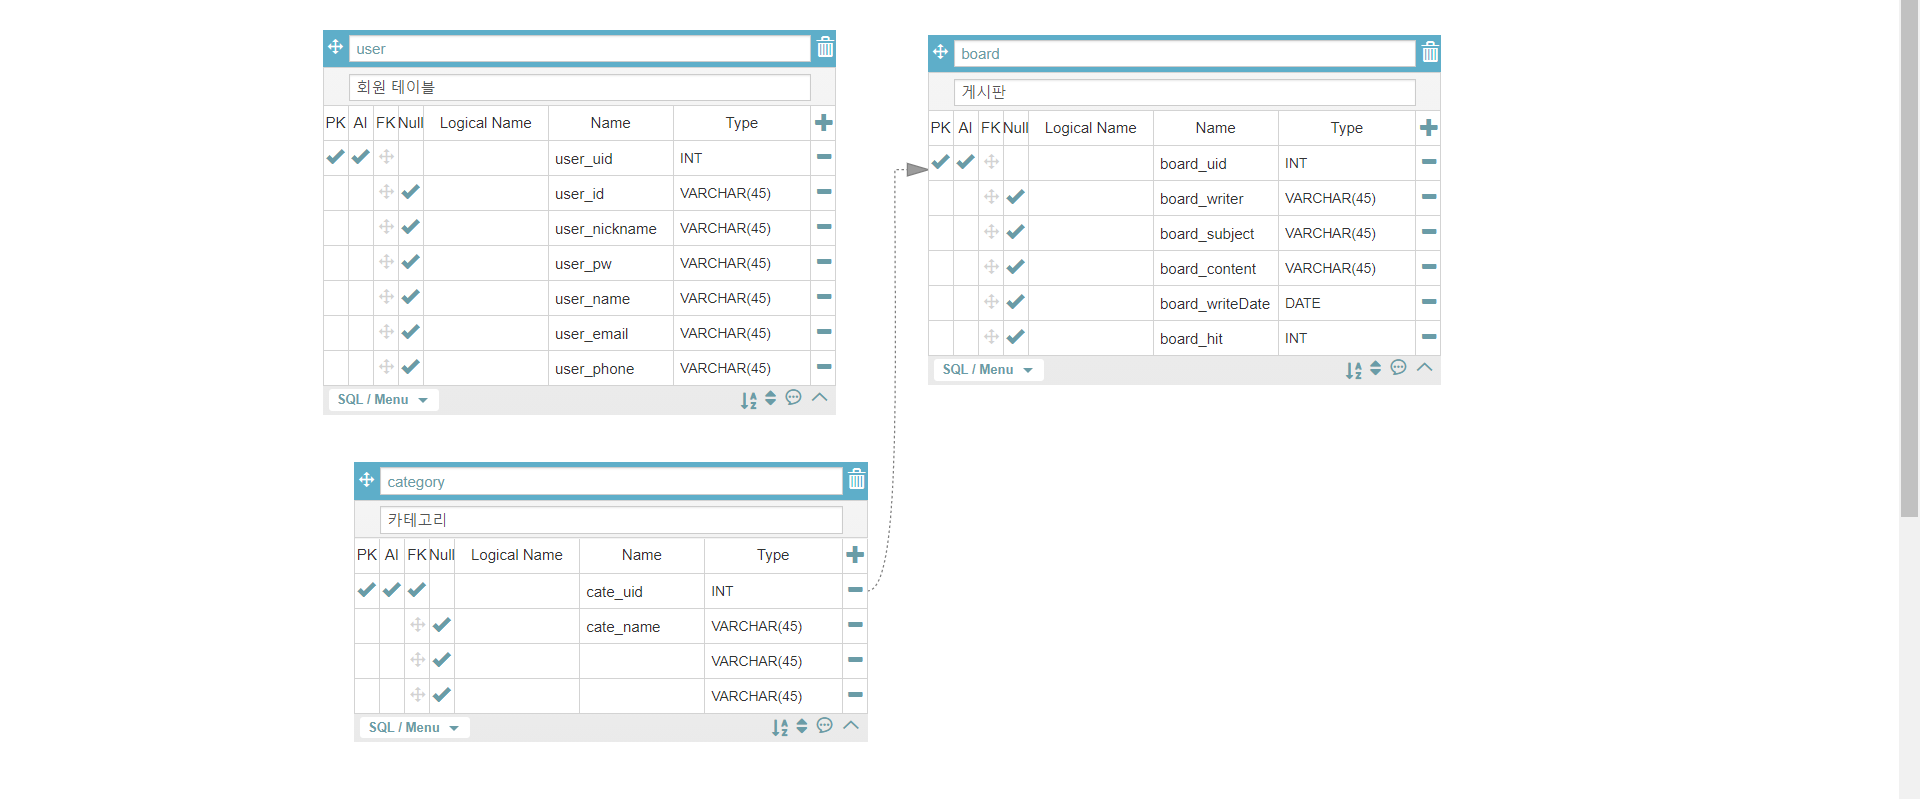 user
회원 테이블
PK AI FK Null Logical Name Name Type
user_uid INT
user_id VARCHAR(45)
user_nickname VARCHAR(45)
user_pw VARCHAR(45)
user_name VARCHAR(45)
user_email VARCHAR(45)
user_phone VARCHAR(45)
SQL / Menu
board
게시판
PK AI FK Null Logical Name Name Type
board_uid INT
board_writer VARCHAR(45)
board_subject VARCHAR(45)
board_content VARCHAR(45)
board_writeDate DATE
board_hit INT
SQL / Menu
category
카테고리
PK AI FK Null Logical Name Name Type
cate_uid INT
cate_name VARCHAR(45)
VARCHAR(45)
VARCHAR(45)
SQL / Menu